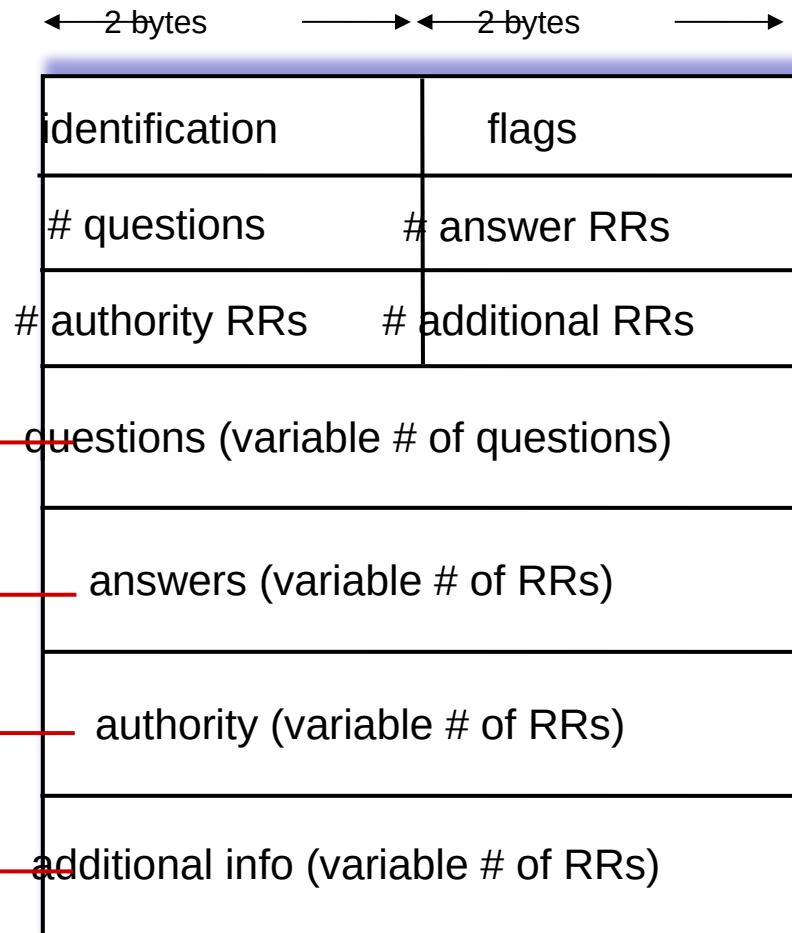 2 bytes 2 bytes
identification flags
# questions # answer RRs
# authority RRs # additional RRs
questions (variable # of questions)
answers (variable # of RRs)
authority (variable # of RRs)
additional info (variable # of RRs)